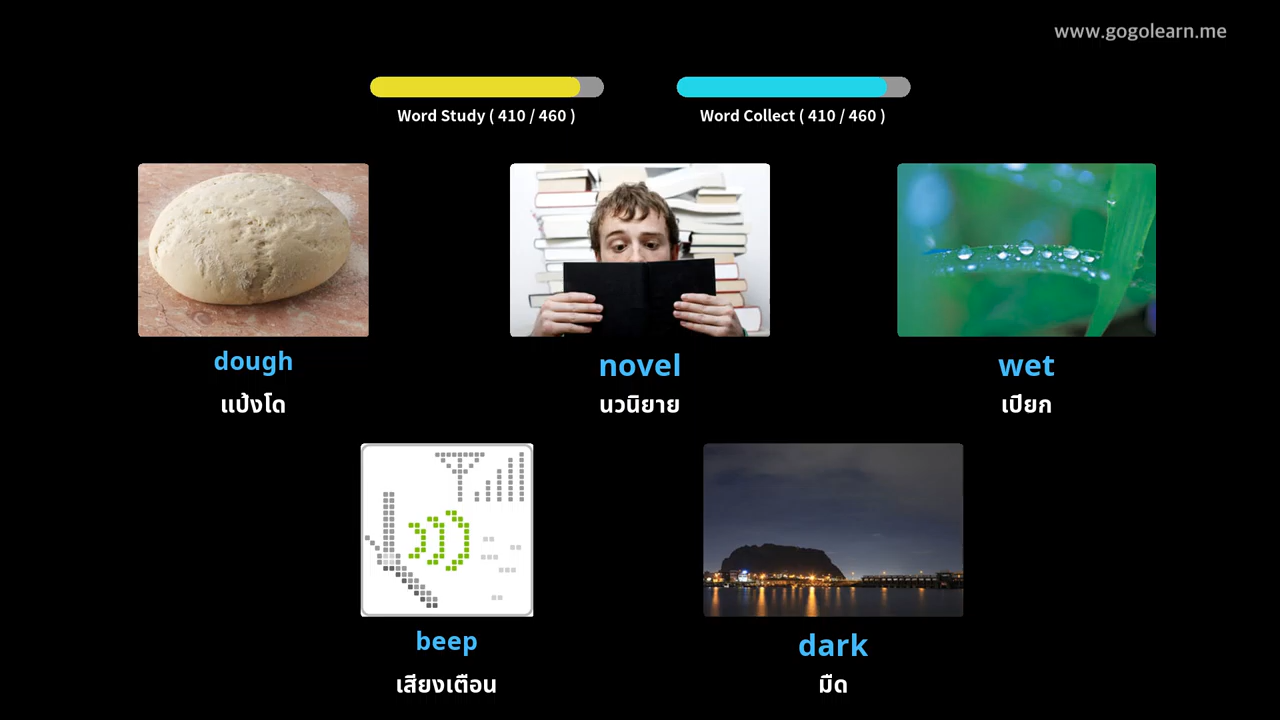 www.gogolearn.me
Word Study ( 410 / 460 )
Word Collect ( 410 / 460 )
dough
แป้งโด
novel
นวนิยาย
wet
เปียก
beep
เสียงเตือน
dark
มืด